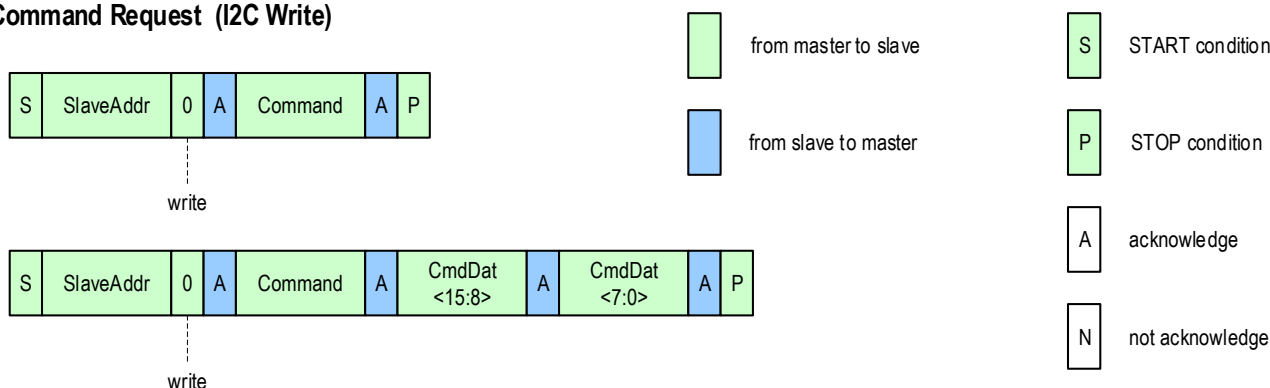 Command Request (I2C Write)
from master to slave
S START condition
S SlaveAddr 0 A Command A P
from slave to master
P STOP condition
write
A acknowledge
S SlaveAddr 0 A Command A CmdDat <15:8> A CmdDat <7:0> A P
N not acknowledge
write